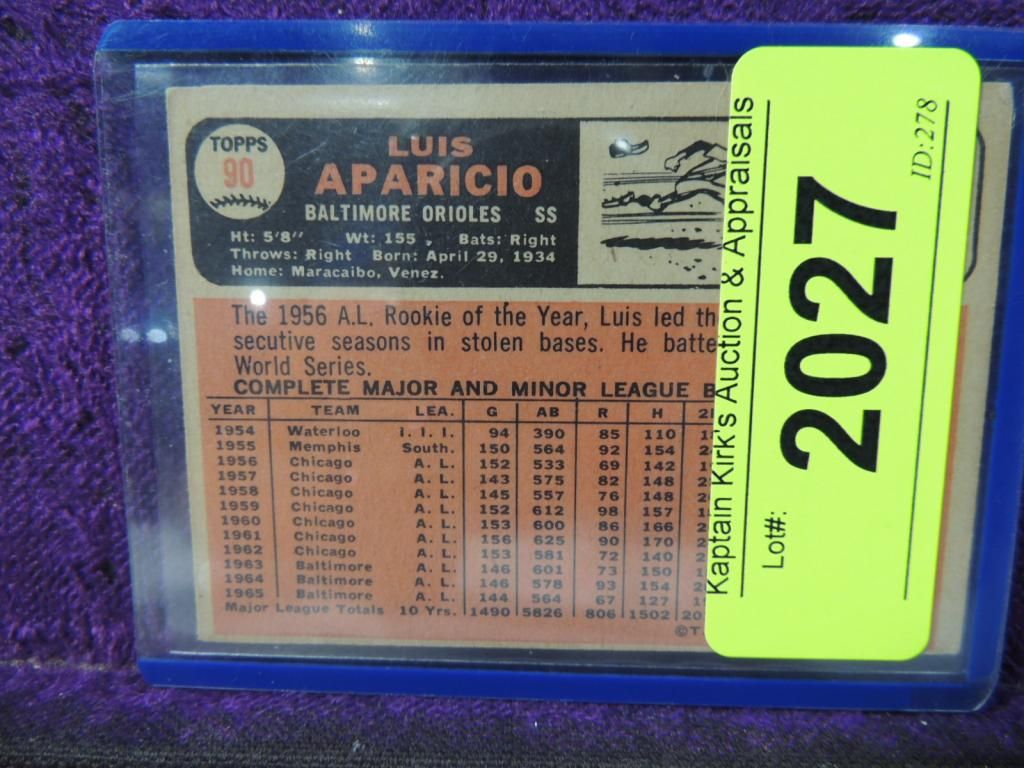 TOPPS
90
LUIS
APARICIO
BALTIMORE ORIOLES SS
Ht: 5'8" Wt: 155 Bats: Right
Throws: Right Born: April 29, 1934
Home: Maracaibo, Venez.
The 1956 A.L. Rookie of the Year, Luis led th
secutive seasons in stolen bases. He batte
World Series.
COMPLETE MAJOR AND MINOR LEAGUE B
YEAR TEAM LEA. G AB R H
1954 Waterloo I. I. I. 94 390 85 110
1955 Memphis South. 150 564 92 154
1956 Chicago A. L. 152 533 69 142
1957 Chicago A. L. 143 575 82 148
1958 Chicago A. L. 145 557 76 148
1959 Chicago A. L. 152 612 98 157
1960 Chicago A. L. 153 600 86 166
1961 Chicago A. L. 156 625 90 170
1962 Chicago A. L. 153 581 72 140
1963 Baltimore A. L. 146 601 73 150
1964 Baltimore A. L. 146 578 93 154
1965 Baltimore A. L. 144 564 67 127
Major League Totals 10 Yrs. 1490 5826 806 1502
©T
Kaptain Kirk's Auction & Appraisals
Lot#:
2027
ID:278